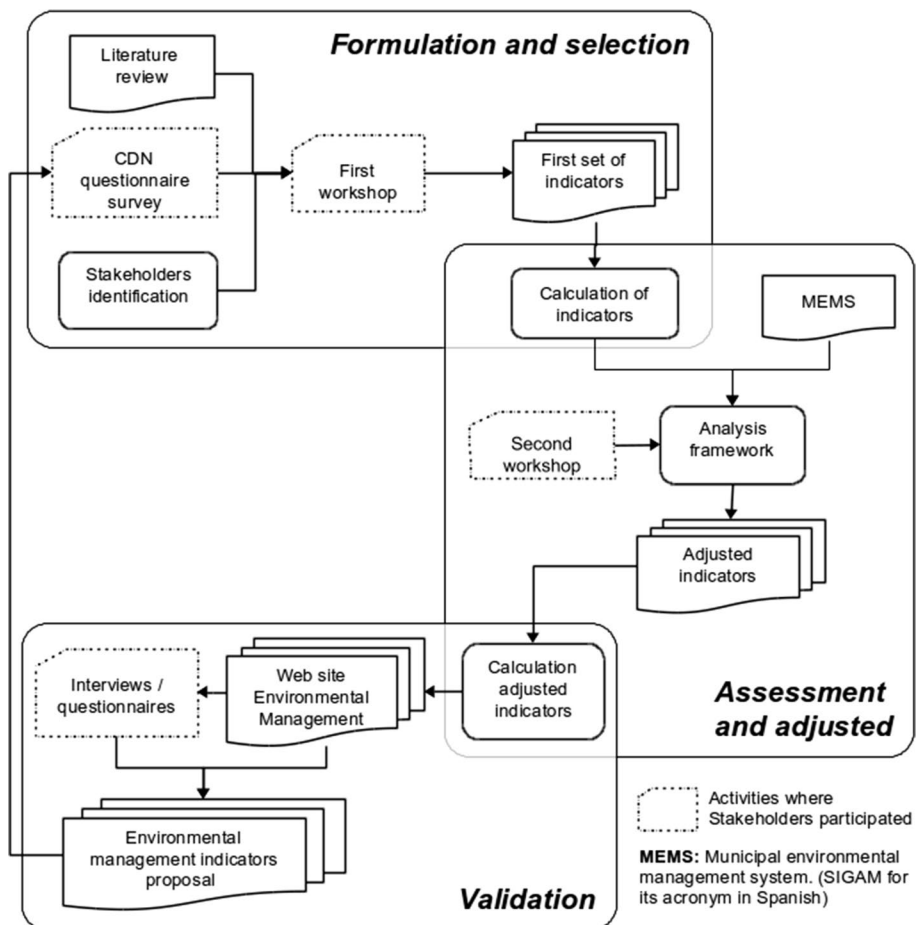 Formulation and selection
Literature
review
CDN
questionnaire
survey
First
workshop
First set of
indicators
Stakeholders
identification
Calculation of
indicators
MEMS
Second
workshop
Analysis
framework
Adjusted
indicators
Interviews /
questionnaires
Web site
Environmental
Management
Calculation
adjusted
indicators
Assessment
and adjusted
Environmental
management indicators
proposal
Validation
Activities where
Stakeholders participated
MEMS: Municipal environmental
management system. (SIGAM for
its acronym in Spanish)